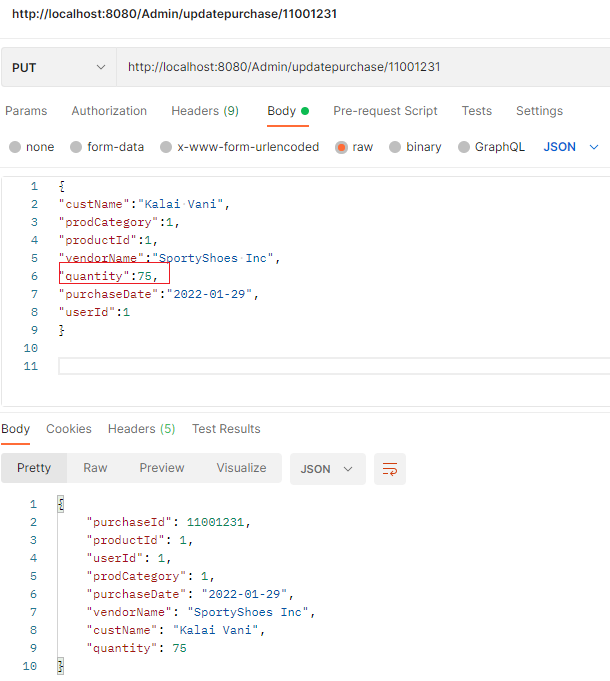 http://localhost:8080/Admin/updatepurchase/11001231
PUT http://localhost:8080/Admin/updatepurchase/11001231
Params Authorization Headers (9) Body Pre-request Script Tests Settings
none form-data x-www-form-urlencoded raw binary GraphQL JSON
1 {
2 "custName":"Kalai Vani",
3 "prodCategory":1,
4 "productId":1,
5 "vendorName":"SportyShoes Inc",
6 "quantity":75,
7 "purchaseDate":"2022-01-29",
8 "userId":1
9 }
10
11
Body Cookies Headers (5) Test Results
Pretty Raw Preview Visualize JSON
1 {
2 "purchaseId": 11001231,
3 "productId": 1,
4 "userId": 1,
5 "prodCategory": 1,
6 "purchaseDate": "2022-01-29",
7 "vendorName": "SportyShoes Inc",
8 "custName": "Kalai Vani",
9 "quantity": 75
10 }